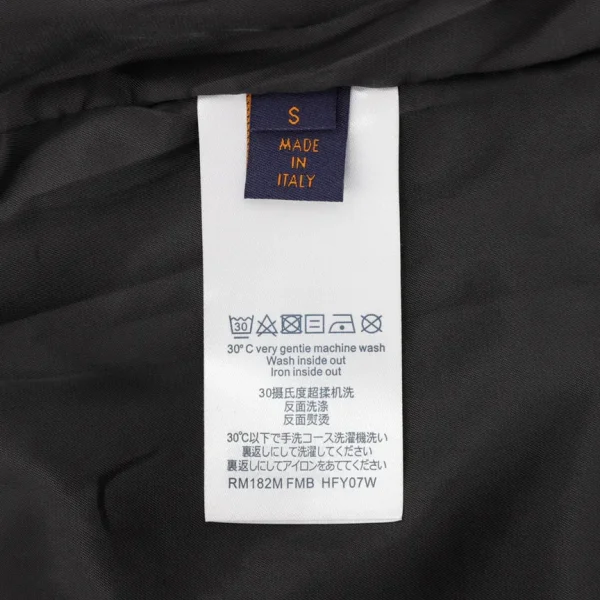 S
MADE
IN
ITALY
30
30°C very gentle machine wash
Wash inside out
Iron inside out
30摄氏度超揉机洗
反面洗涤
反面熨烫
30℃以下で手洗コース洗濯機洗い
裏返しにして洗濯してください
裏返しにしてアイロンをあててください
RM182M FMB HFY07W